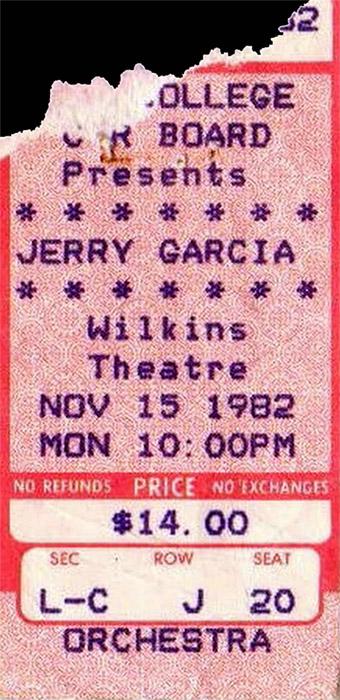 COLLEGE
BOARD
Presents
* * * * * * *
JERRY GARCIA
* * * * * * *
Wilkins
Theatre
NOV 15 1982
MON 10:00PM
NO REFUNDS PRICE NO EXCHANGES
$14.00
SEC ROW SEAT
L-C J 20
ORCHESTRA